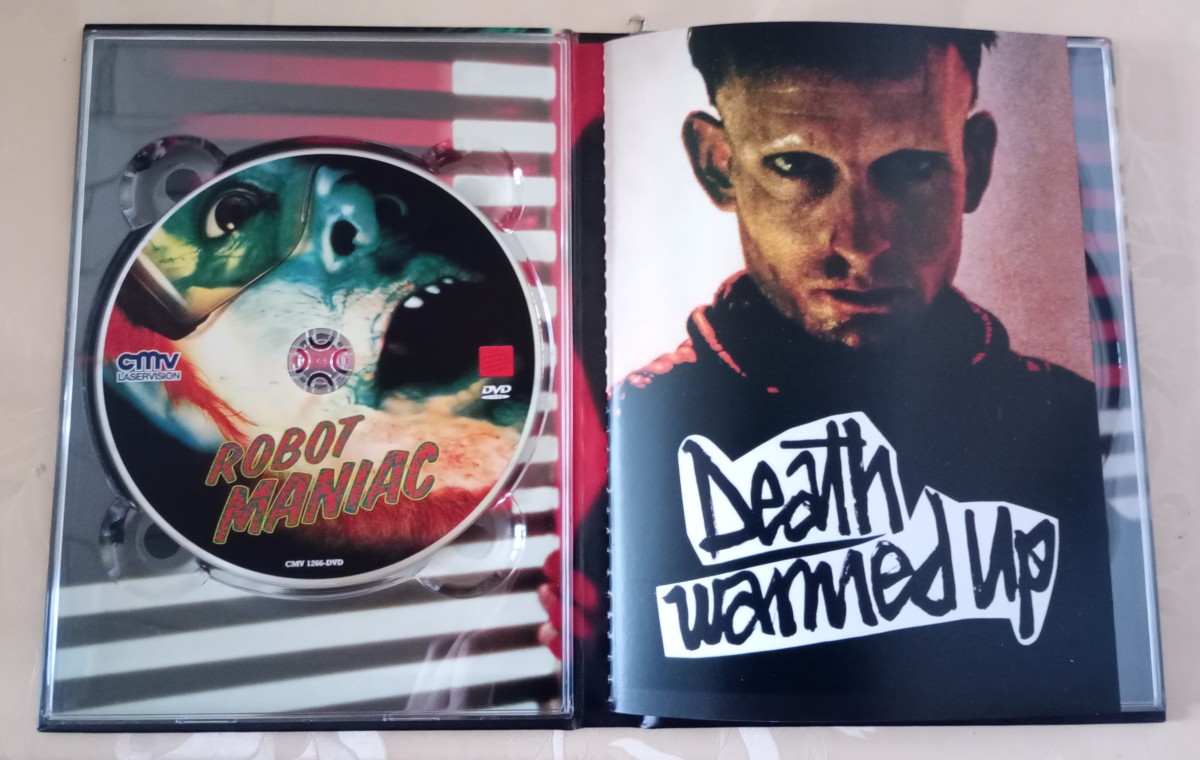 cmv
LASERVISION
DVD
ROBOT
MANIAC
CMV 1266-DVD
Death
warmed up